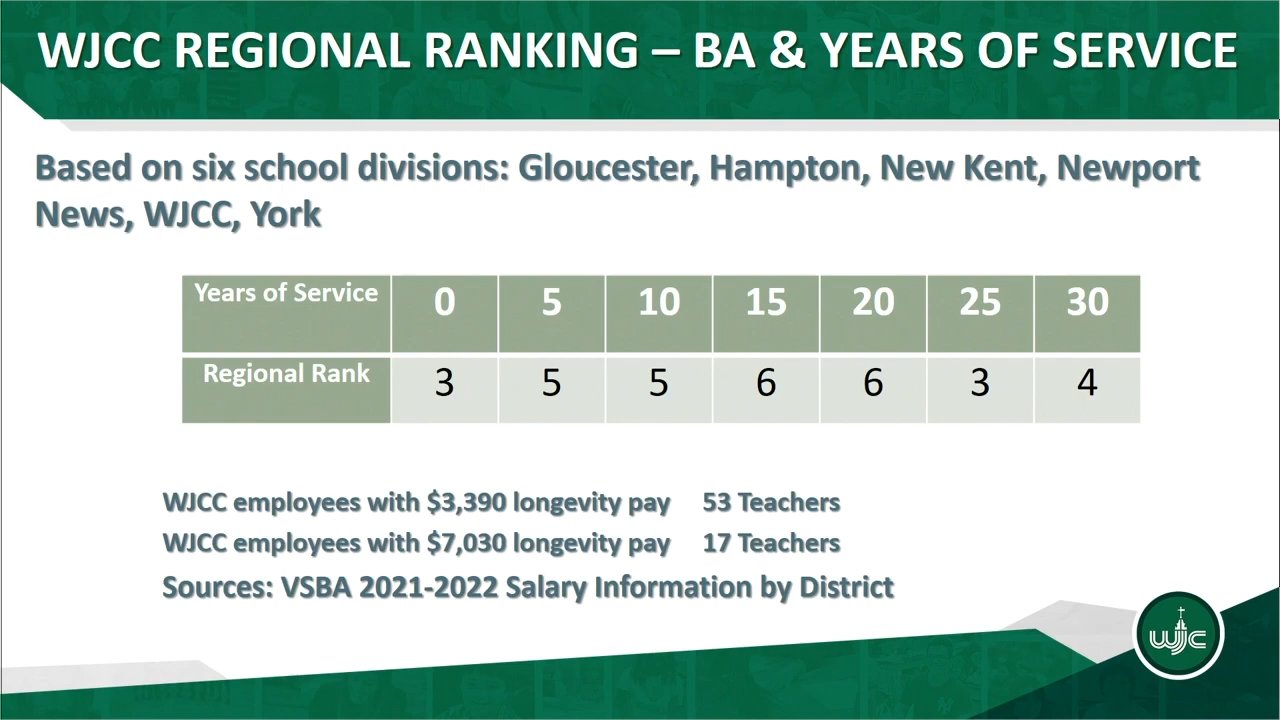 WJCC REGIONAL RANKING – BA & YEARS OF SERVICE
Based on six school divisions: Gloucester, Hampton, New Kent, Newport
News, WJCC, York
Years of Service 0 5 10 15 20 25 30
Regional Rank 3 5 5 6 6 3 4
WJCC employees with $3,390 longevity pay 53 Teachers
WJCC employees with $7,030 longevity pay 17 Teachers
Sources: VSBA 2021-2022 Salary Information by District
WJCC